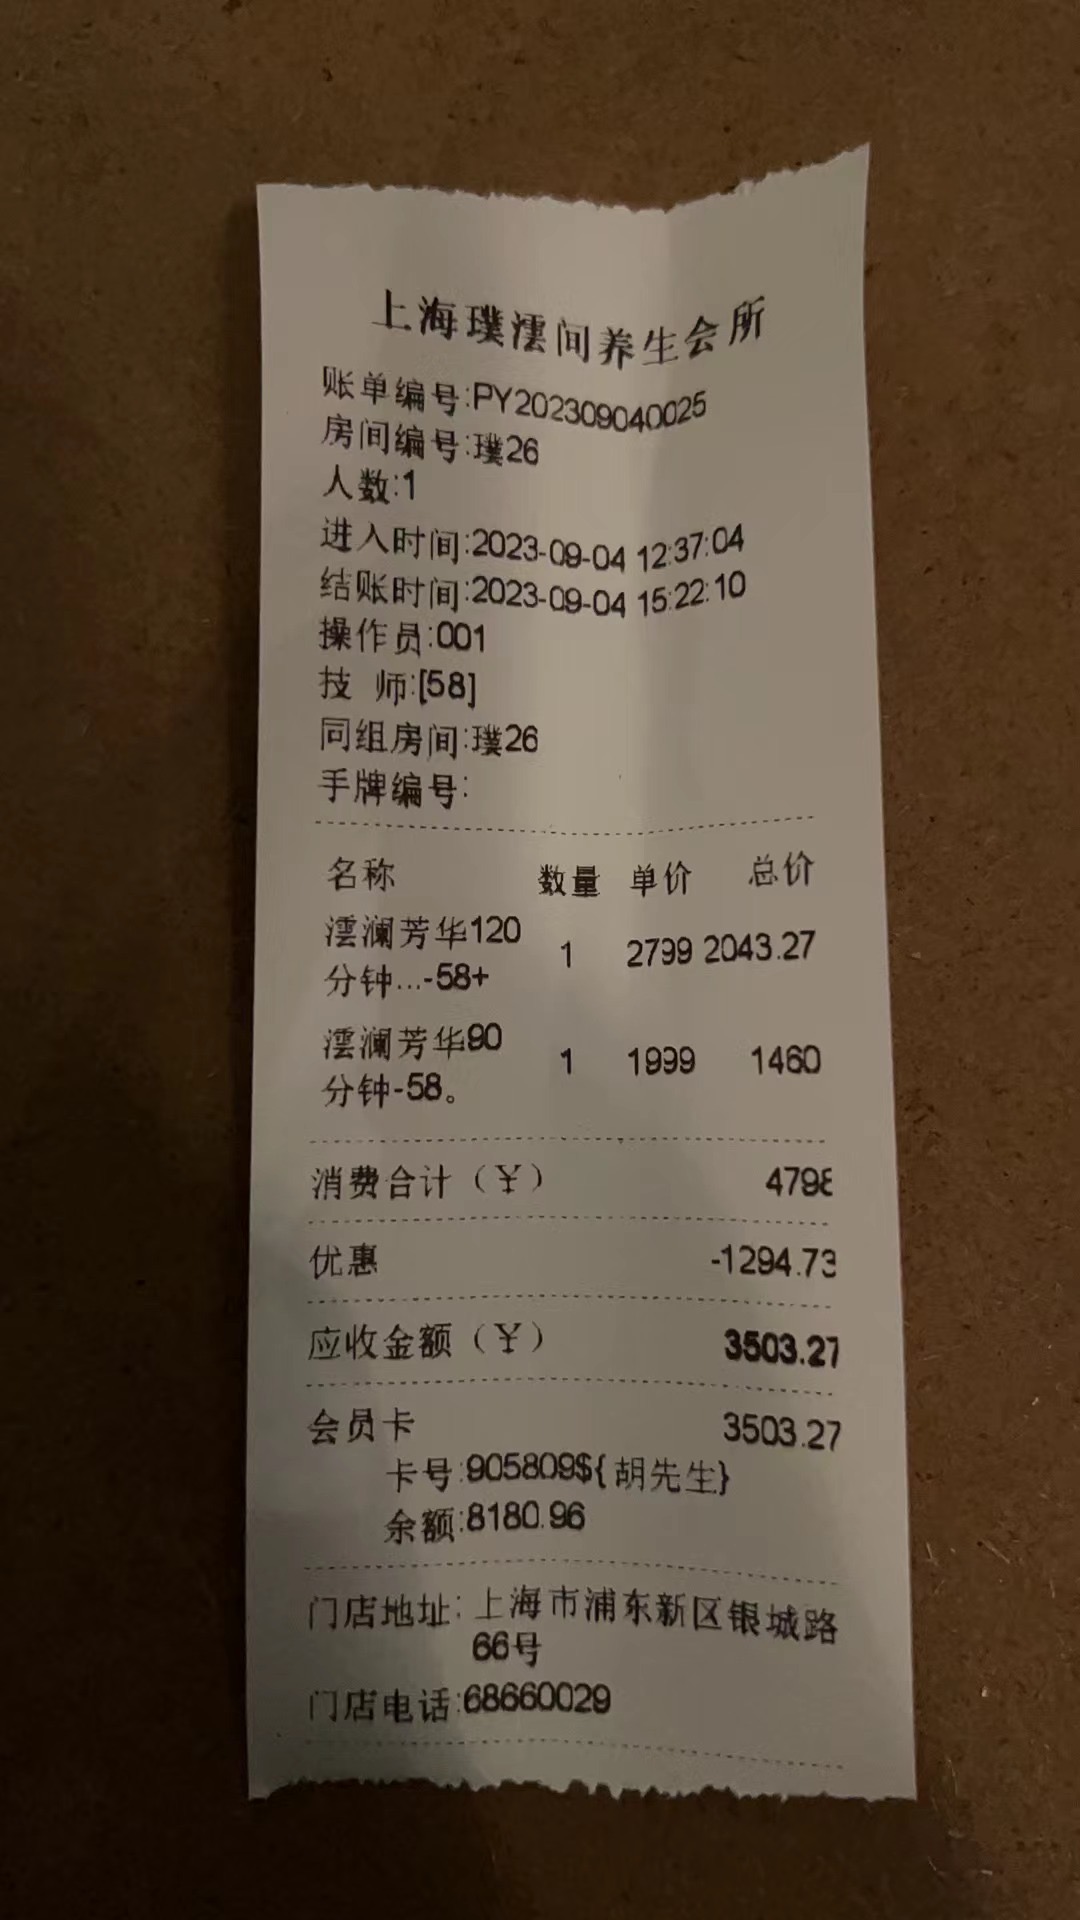 上海璞澐间养生会所
账单编号:PY202309040025
房间编号:璞26
人数:1
进入时间:2023-09-04 12:37:04
结账时间:2023-09-04 15:22:10
操作员:001
技 师:[58]
同组房间:璞26
手牌编号:
名称 数量 单价 总价
澐澜芳华120 1 2799 2043.27
分钟...-58+
澐澜芳华90 1 1999 1460
分钟-58。
消费合计（¥） 4798
优惠 -1294.73
应收金额（¥） 3503.27
会员卡 3503.27
卡号:905809${胡先生}
余额:8180.96
门店地址: 上海市浦东新区银城路
66号
门店电话:68660029